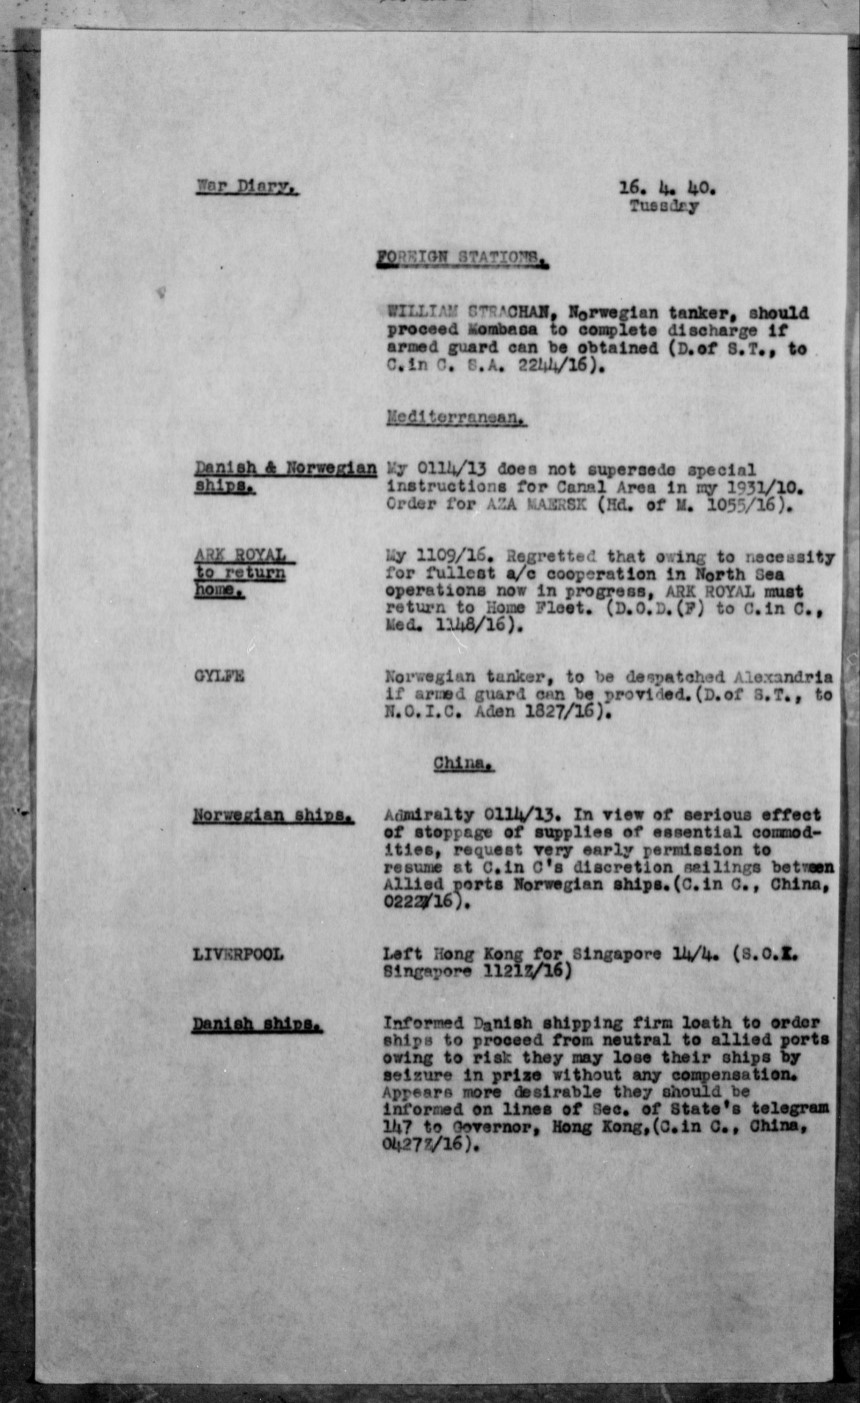 War Diary. 16. 4. 40.
Tuesday
FOREIGN STATIONS.
WILLIAM STRACHAN, Norwegian tanker, should
proceed Mombasa to complete discharge if
armed guard can be obtained (D.of S.T., to
C.in C. S.A. 2244/16).
Mediterranean.
Danish & Norwegian My 0114/13 does not supersede special
ships. instructions for Canal Area in my 1931/10.
Order for AZA MAERSK (Hd. of M. 1055/16).
ARK ROYAL My 1109/16. Regretted that owing to necessity
to return for fullest a/c cooperation in North Sea
home. operations now in progress, ARK ROYAL must
return to Home Fleet. (D.O.D.(F) to C.in C.,
Med. 1148/16).
GYLFE Norwegian tanker, to be despatched Alexandria
if armed guard can be provided.(D.of S.T., to
N.O.I.C. Aden 1827/16).
China.
Norwegian ships. Admiralty 0114/13. In view of serious effect
of stoppage of supplies of essential commod-
ities, request very early permission to
resume at C.in C's discretion sailings between
Allied ports Norwegian ships.(C.in C., China,
0222Z/16).
LIVERPOOL Left Hong Kong for Singapore 14/4. (S.O.I.
Singapore 1121Z/16)
Danish ships. Informed Danish shipping firm loath to order
ships to proceed from neutral to allied ports
owing to risk they may lose their ships by
seizure in prize without any compensation.
Appears more desirable they should be
informed on lines of Sec. of State's telegram
147 to Governor, Hong Kong,(C.in C., China,
0427Z/16).